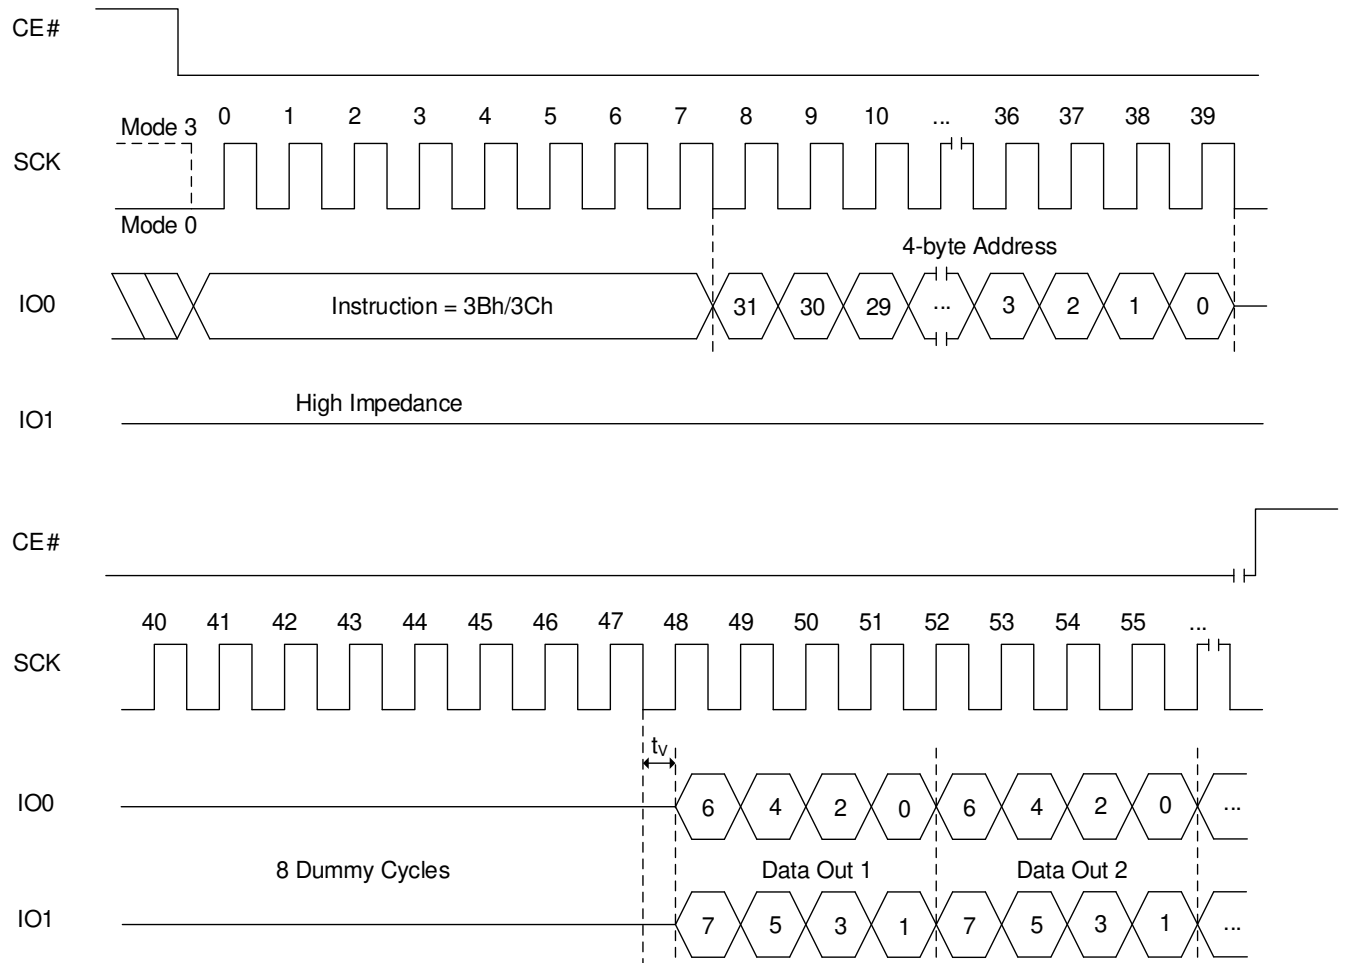 CE#
0 1 2 3 4 5 6 7 8 9 10 ... 36 37 38 39
Mode 3
SCK
Mode 0
4-byte Address
IO0 Instruction = 3Bh/3Ch 31 30 29 ... 3 2 1 0
High Impedance
IO1
CE#
40 41 42 43 44 45 46 47 48 49 50 51 52 53 54 55 ...
SCK
tV
IO0 6 4 2 0 6 4 2 0 ...
8 Dummy Cycles Data Out 1 Data Out 2
IO1 7 5 3 1 7 5 3 1 ...